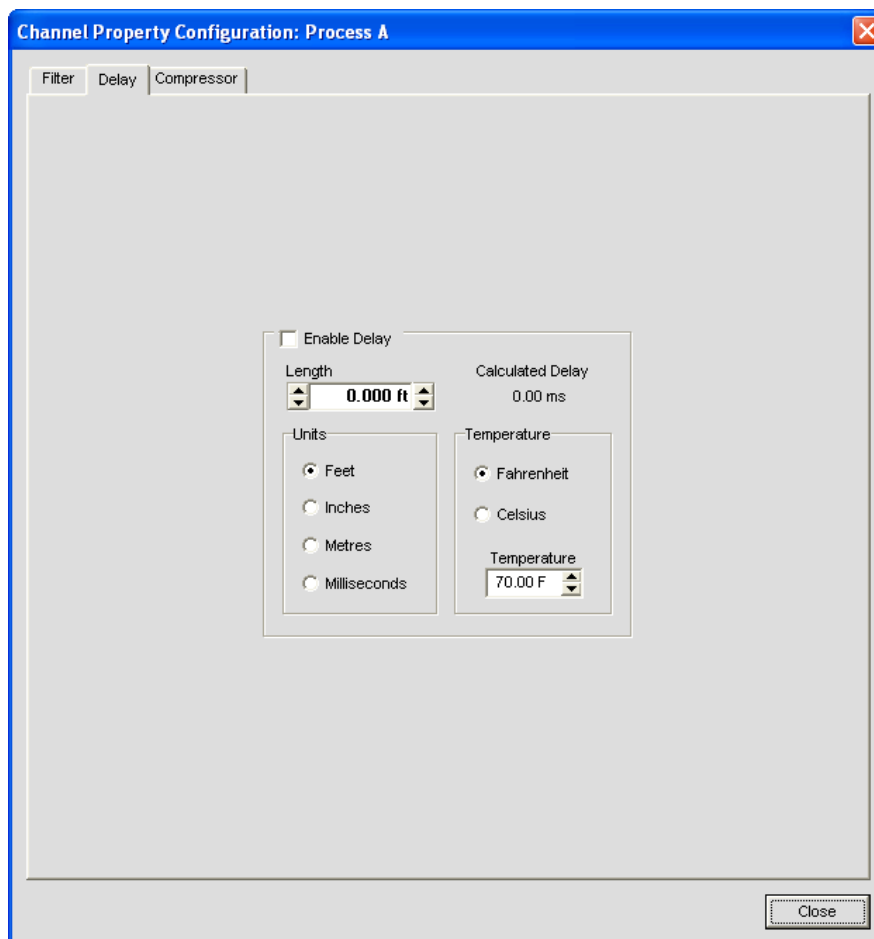 Channel Property Configuration: Process A
Filter Delay Compressor
Enable Delay
Length Calculated Delay
0.000 ft 0.00 ms
Units Temperature
Feet Fahrenheit
Inches Celsius
Metres Temperature
Milliseconds 70.00 F
Close